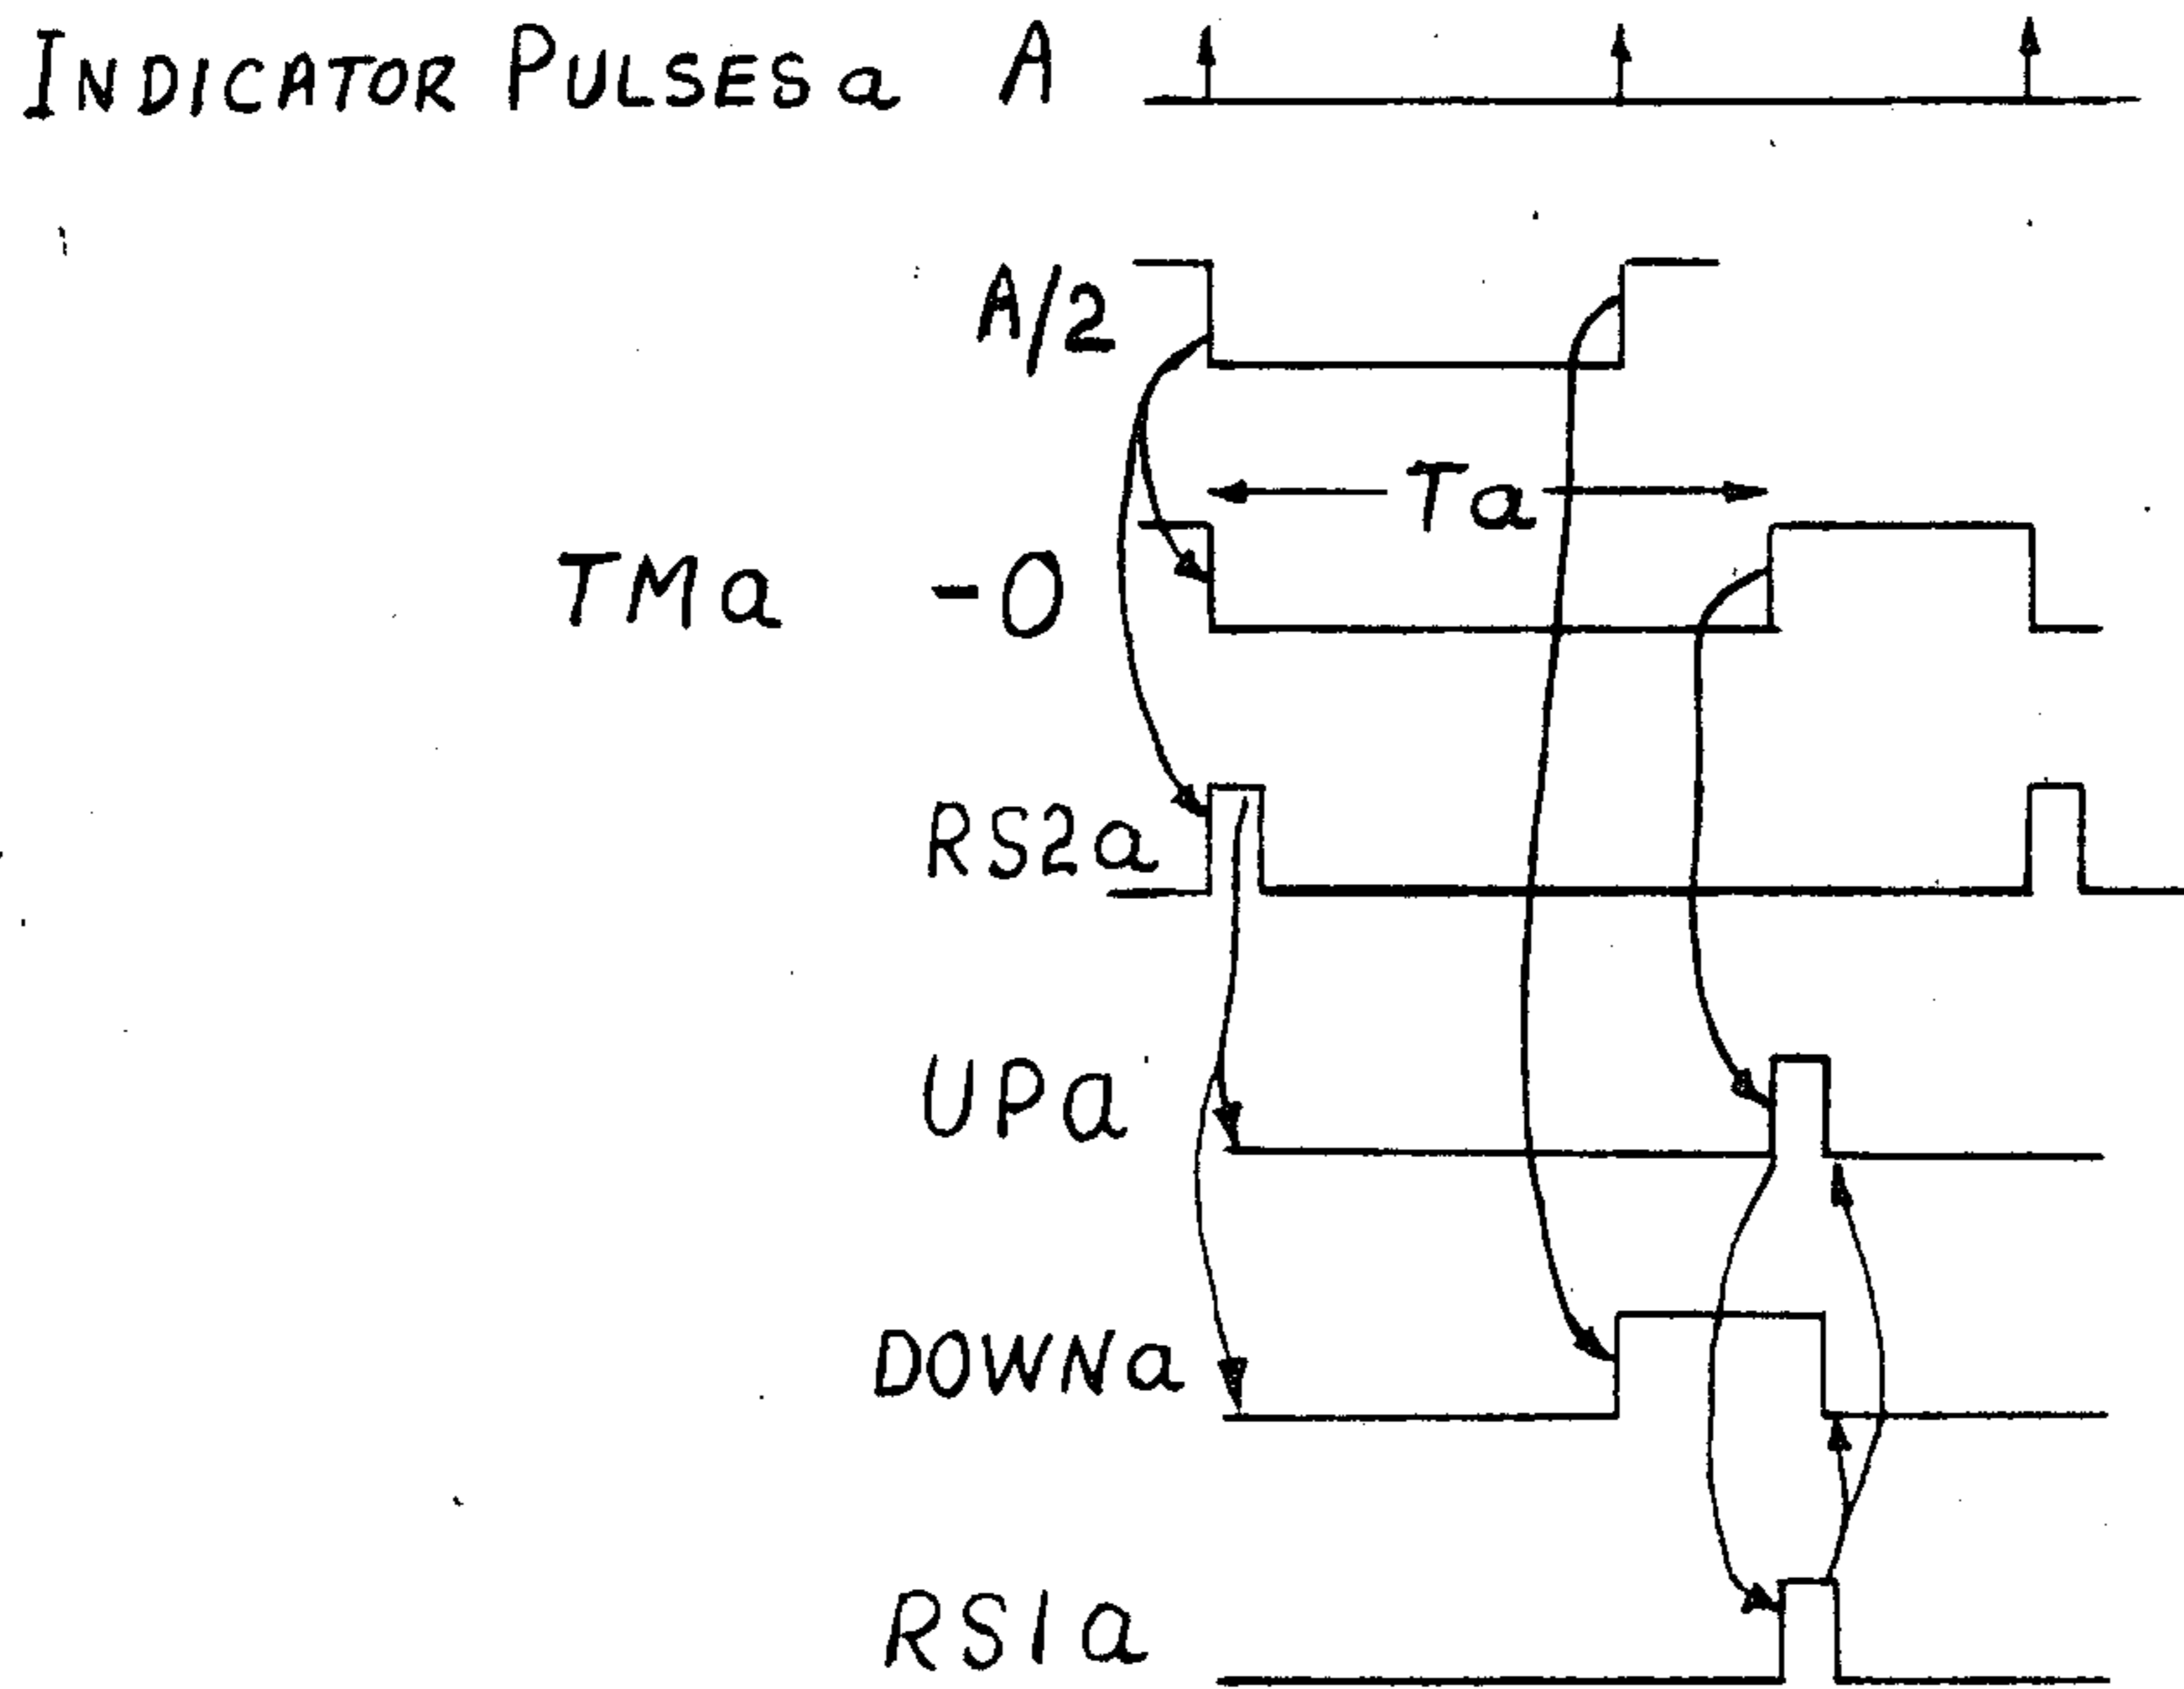 INDICATOR PULSES a A
A/2
Ta
TMa -0
RS2a
UPa
DOWNa
RS1a